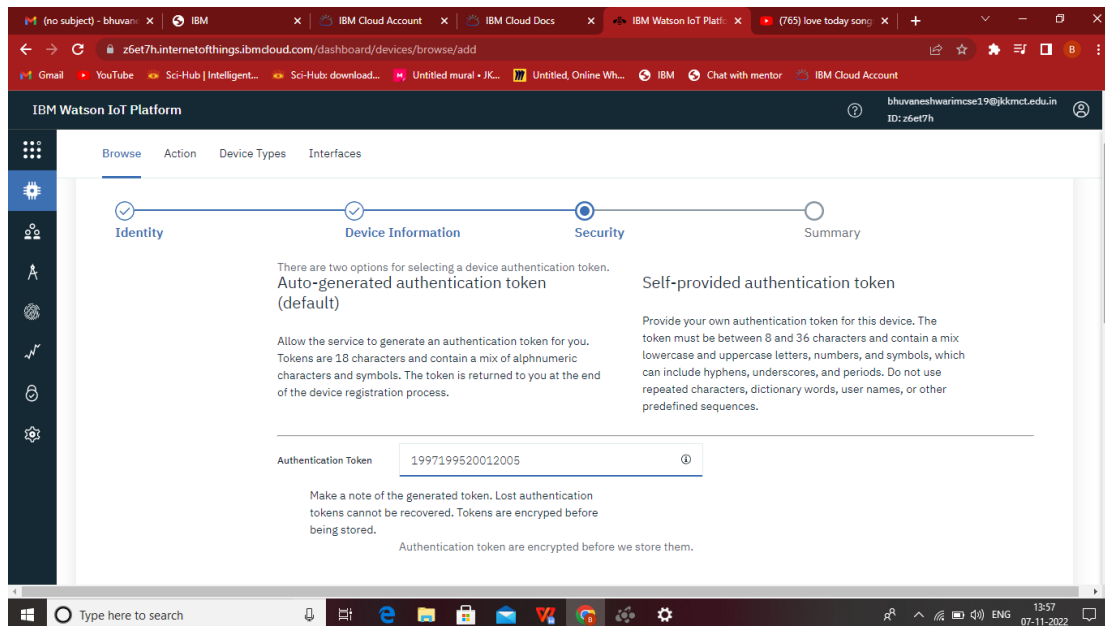 (no subject) - bhuvane
IBM
IBM Cloud Account
IBM Cloud Docs
IBM Watson IoT Platfo
(765) love today song
z6et7h.internetofthings.ibmcloud.com/dashboard/devices/browse/add
B
Gmail
YouTube
Sci-Hub | Intelligent...
Sci-Hub: download...
Untitled mural • JK...
Untitled, Online Wh...
IBM
Chat with mentor
IBM Cloud Account
IBM Watson IoT Platform
bhuvaneshwarimcse19@jkkmct.edu.in
ID: z6et7h
Browse Action Device Types Interfaces
Identity Device Information Security Summary
There are two options for selecting a device authentication token.
Auto-generated authentication token
(default)
Allow the service to generate an authentication token for you.
Tokens are 18 characters and contain a mix of alphnumeric
characters and symbols. The token is returned to you at the end
of the device registration process.
Self-provided authentication token
Provide your own authentication token for this device. The
token must be between 8 and 36 characters and contain a mix
lowercase and uppercase letters, numbers, and symbols, which
can include hyphens, underscores, and periods. Do not use
repeated characters, dictionary words, user names, or other
predefined sequences.
Authentication Token 1997199520012005
Make a note of the generated token. Lost authentication
tokens cannot be recovered. Tokens are encryped before
being stored.
Authentication token are encrypted before we store them.
Type here to search
ENG
13:57
07-11-2022